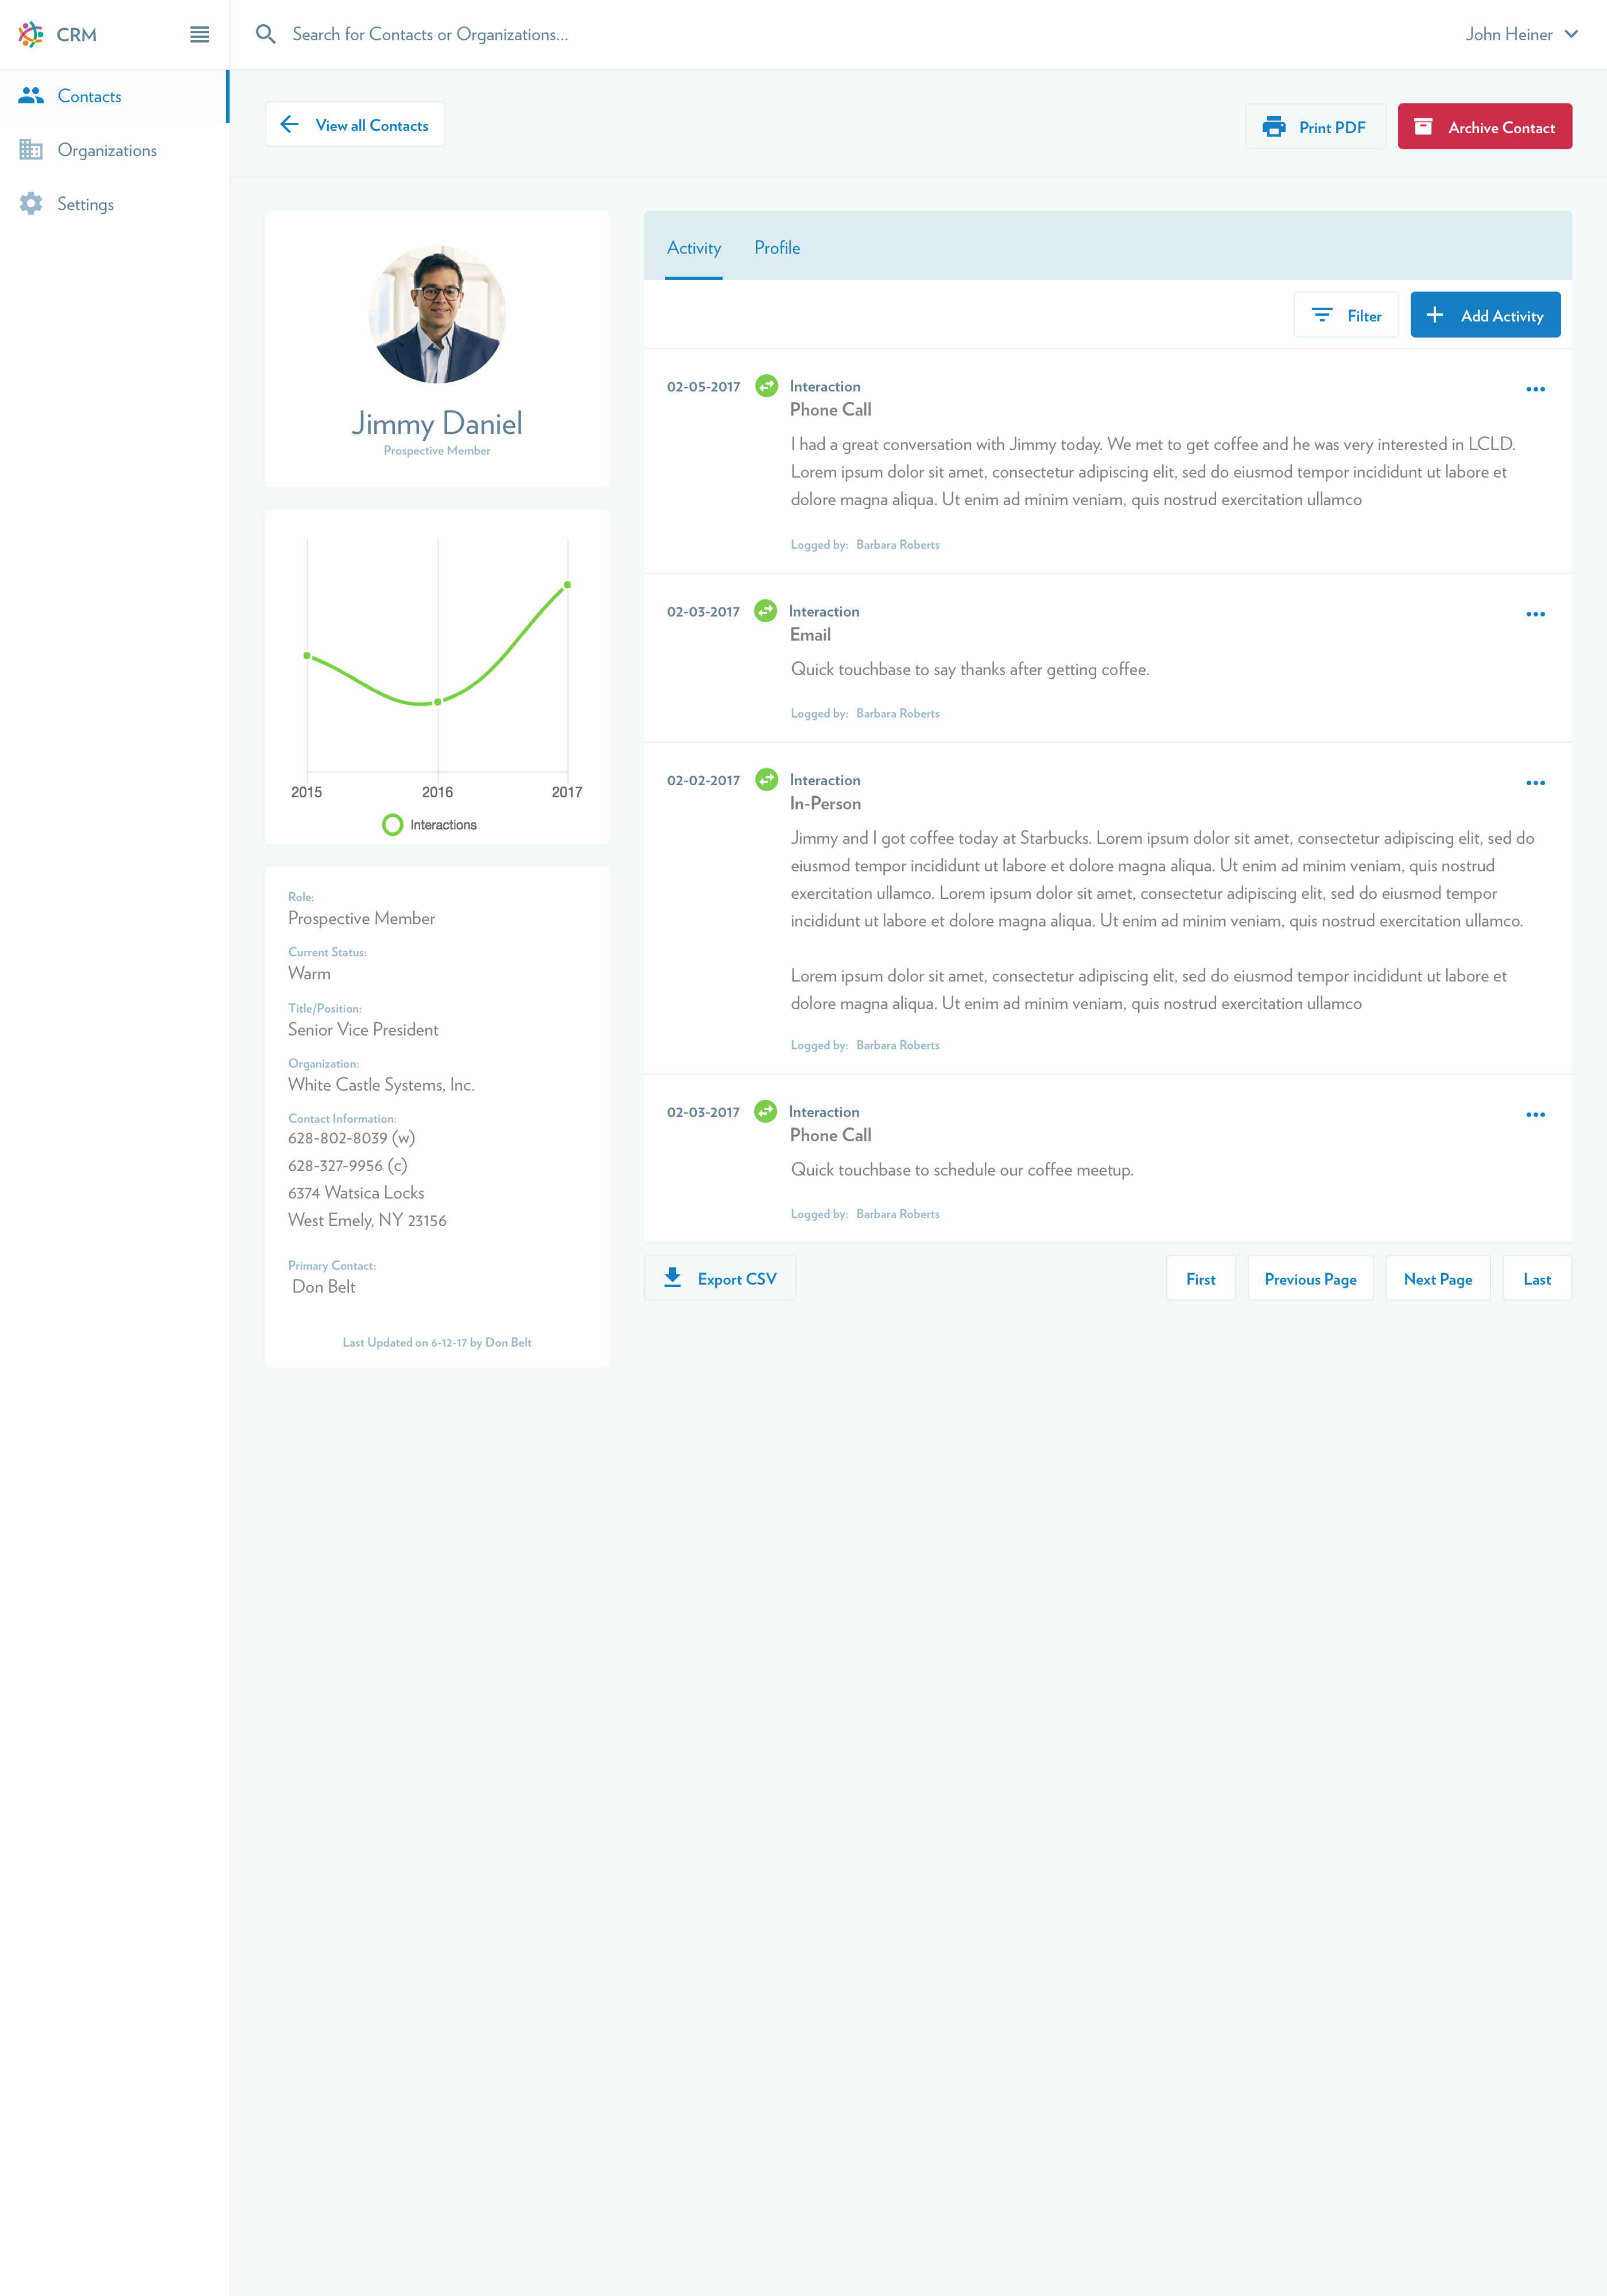 CRM
Search for Contacts or Organizations...
John Heiner
Contacts
Organizations
Settings
View all Contacts
Print PDF
Archive Contact
Jimmy Daniel
Prospective Member
2015
2016
2017
Interactions
Role:
Prospective Member
Current Status:
Warm
Title/Position:
Senior Vice President
Organization:
White Castle Systems, Inc.
Contact Information:
628-802-8039 (w)
628-327-9956 (c)
6374 Watsica Locks
West Emely, NY 23156
Primary Contact:
Don Belt
Last Updated on 6-12-17 by Don Belt
Activity
Profile
Filter
Add Activity
02-05-2017
Interaction
Phone Call
I had a great conversation with Jimmy today. We met to get coffee and he was very interested in LCLD.
Lorem ipsum dolor sit amet, consectetur adipiscing elit, sed do eiusmod tempor incididunt ut labore et
dolore magna aliqua. Ut enim ad minim veniam, quis nostrud exercitation ullamco
Logged by: Barbara Roberts
02-03-2017
Interaction
Email
Quick touchbase to say thanks after getting coffee.
Logged by: Barbara Roberts
02-02-2017
Interaction
In-Person
Jimmy and I got coffee today at Starbucks. Lorem ipsum dolor sit amet, consectetur adipiscing elit, sed do
eiusmod tempor incididunt ut labore et dolore magna aliqua. Ut enim ad minim veniam, quis nostrud
exercitation ullamco. Lorem ipsum dolor sit amet, consectetur adipiscing elit, sed do eiusmod tempor
incididunt ut labore et dolore magna aliqua. Ut enim ad minim veniam, quis nostrud exercitation ullamco.
Lorem ipsum dolor sit amet, consectetur adipiscing elit, sed do eiusmod tempor incididunt ut labore et
dolore magna aliqua. Ut enim ad minim veniam, quis nostrud exercitation ullamco
Logged by: Barbara Roberts
02-03-2017
Interaction
Phone Call
Quick touchbase to schedule our coffee meetup.
Logged by: Barbara Roberts
Export CSV
First
Previous Page
Next Page
Last